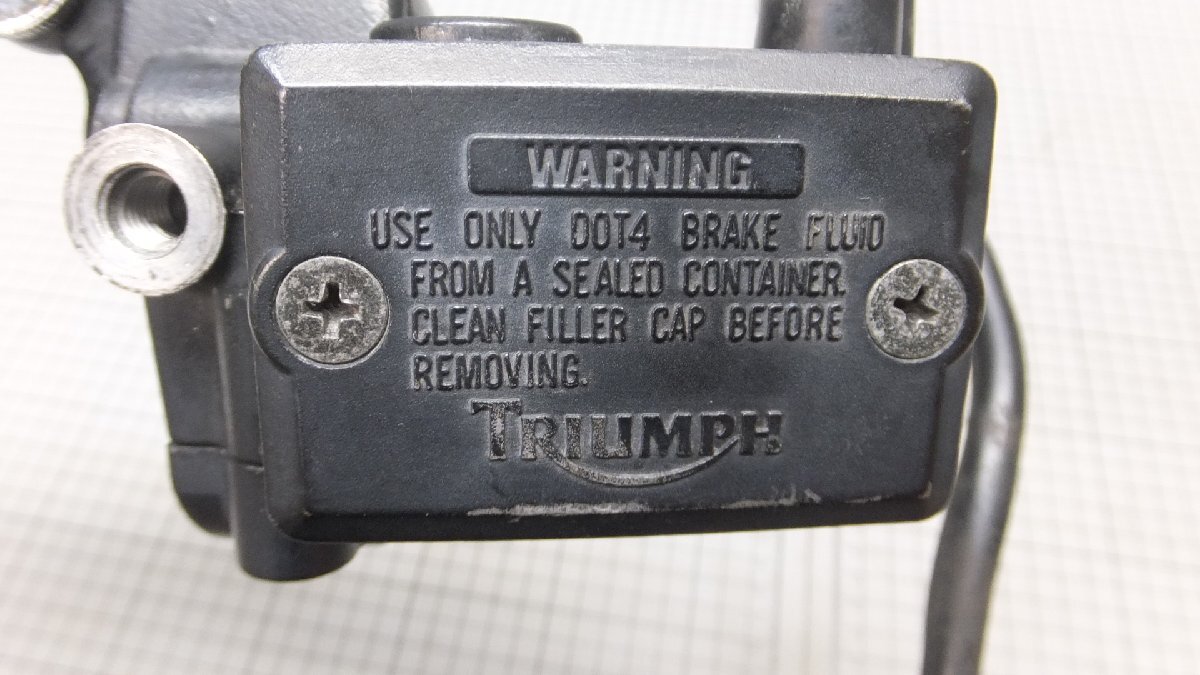 WARNING
USE ONLY DOT4 BRAKE FLUID
FROM A SEALED CONTAINER.
CLEAN FILLER CAP BEFORE
REMOVING.
TRIUMPH